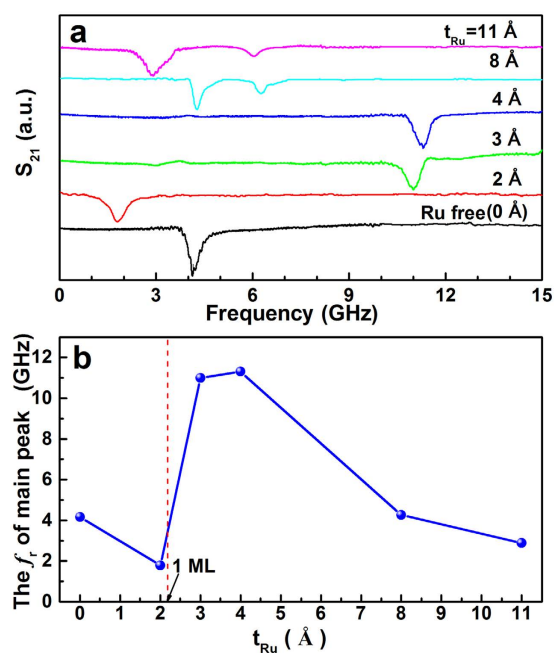 a
t_Ru=11 Å
8 Å
4 Å
3 Å
2 Å
Ru free(0 Å)
S_21 (a.u.)
0 3 6 9 12 15
Frequency (GHz)
b
The f_r of main peak (GHz)
12
10
8
6
4
2
0
1 ML
0 1 2 3 4 5 6 7 8 9 10 11
t_Ru ( Å )